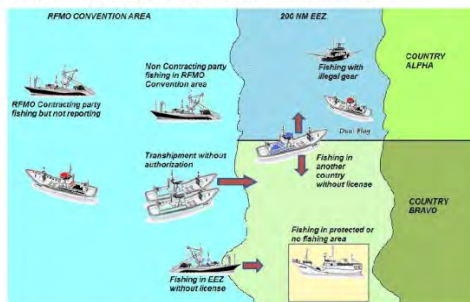 RFMO CONVENTION AREA
200 NM EEZ
Non Contracting party
fishing in RFMO
Convention area
Fishing with
illegal gear
COUNTRY
ALPHA
RFMO Contracting party
fishing but not reporting
Dual Flag
Transhipment without
authorization
Fishing in
another
country
without license
COUNTRY
BRAVO
Fishing in protected or
no fishing area
Fishing in EEZ
without license